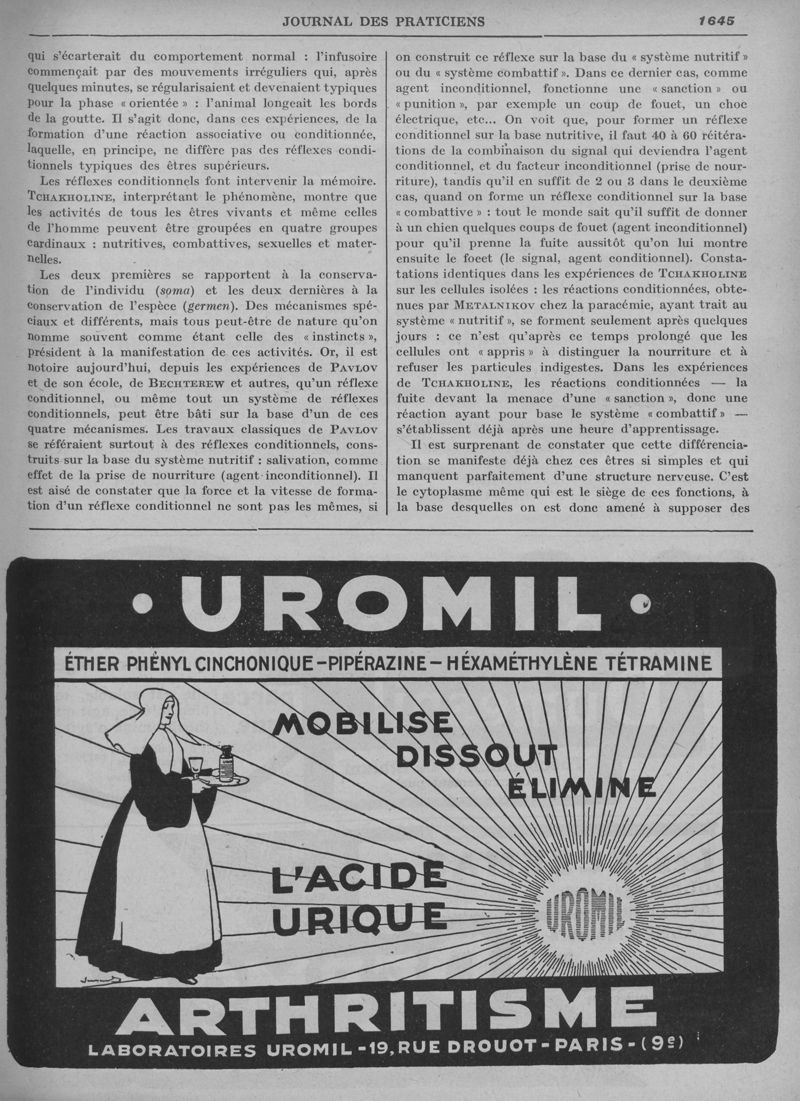 JOURNAL DES PRATICIENS
1645
qui s'écarterait du comportement normal : l'infusoire
commençait par des mouvements irréguliers qui, après
quelques minutes, se régularisaient et devenaient typiques
pour la phase « orientée » : l'animal longeait les bords
de la goutte. Il s'agit donc, dans ces expériences, de la
formation d'une réaction associative ou conditionnée,
laquelle, en principe, ne diffère pas des réflexes condi-
tionnels typiques des êtres supérieurs.
Les réflexes conditionnels font intervenir la mémoire.
TCHAKHOLINE, interprétant le phénomène, montre que
les activités de tous les êtres vivants et même celles
de l'homme peuvent être groupées en quatre groupes
cardinaux : nutritives, combattives, sexuelles et mater-
nelles.
Les deux premières se rapportent à la conserva-
tion de l'individu (soma) et les deux dernières à la
conservation de l'espèce (germen). Des mécanismes spé-
ciaux et différents, mais tous peut-être de nature qu'on
nomme souvent comme étant celle des « instincts »,
président à la manifestation de ces activités. Or, il est
notoire aujourd'hui, depuis les expériences de PAVLOV
et de son école, de BECHTEREW et autres, qu'un réflexe
conditionnel, ou même tout un système de réflexes
conditionnels, peut être bâti sur la base d'un de ces
quatre mécanismes. Les travaux classiques de PAVLOV
se référaient surtout à des réflexes conditionnels, cons-
truits sur la base du système nutritif : salivation, comme
effet de la prise de nourriture (agent inconditionnel). Il
est aisé de constater que la force et la vitesse de forma-
tion d'un réflexe conditionnel ne sont pas les mêmes, si
on construit ce réflexe sur la base du « système nutritif »
ou du « système combattif ». Dans ce dernier cas, comme
agent inconditionnel, fonctionne une « sanction » ou
« punition », par exemple un coup de fouet, un choc
électrique, etc... On voit que, pour former un réflexe
conditionnel sur la base nutritive, il faut 40 à 60 réitéra-
tions de la combinaison du signal qui deviendra l'agent
conditionnel, et du facteur inconditionnel (prise de nour-
riture), tandis qu'il en suffit de 2 ou 3 dans le deuxième
cas, quand on forme un réflexe conditionnel sur la base
« combattive » : tout le monde sait qu'il suffit de donner
à un chien quelques coups de fouet (agent inconditionnel)
pour qu'il prenne la fuite aussitôt qu'on lui montre
ensuite le foeet (le signal, agent conditionnel). Consta-
tations identiques dans les expériences de TCHAKHOLINE
sur les cellules isolées : les réactions conditionnées, obte-
nues par METALNIKOV chez la paracémie, ayant trait au
système « nutritif », se forment seulement après quelques
jours : ce n'est qu'après ce temps prolongé que les
cellules ont « appris » à distinguer la nourriture et à
refuser les particules indigestes. Dans les expériences
de TCHAKHOLINE, les réactions conditionnées — la
fuite devant la menace d'une « sanction », donc une
réaction ayant pour base le système « combattif » —
s'établissent déjà après une heure d'apprentissage.
Il est surprenant de constater que cette différencia-
tion se manifeste déjà chez ces êtres si simples et qui
manquent parfaitement d'une structure nerveuse. C'est
le cytoplasme même qui est le siège de ces fonctions, à
la base desquelles on est donc amené à supposer des
• UROMIL •
ÉTHER PHÉNYL CINCHONIQUE - PIPÉRAZINE - HÉXAMÉTHYLÈNE TÉTRAMINE
MOBILISE
DISSOUT
ÉLIMINE
L'ACIDE
URIQUE
UROMIL
ARTHRITISME
LABORATOIRES UROMIL - 19, RUE DROUOT - PARIS - (9e)